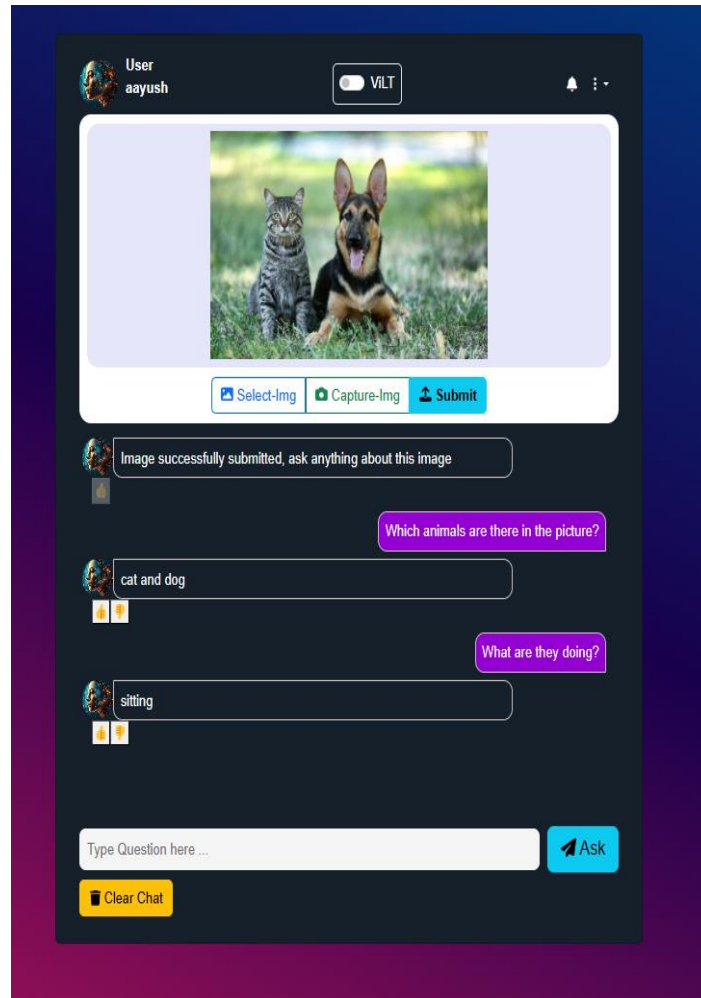 User
aayush
ViLT
Select-Img
Capture-Img
Submit
Image successfully submitted, ask anything about this image
Which animals are there in the picture?
cat and dog
What are they doing?
sitting
Type Question here ...
Ask
Clear Chat